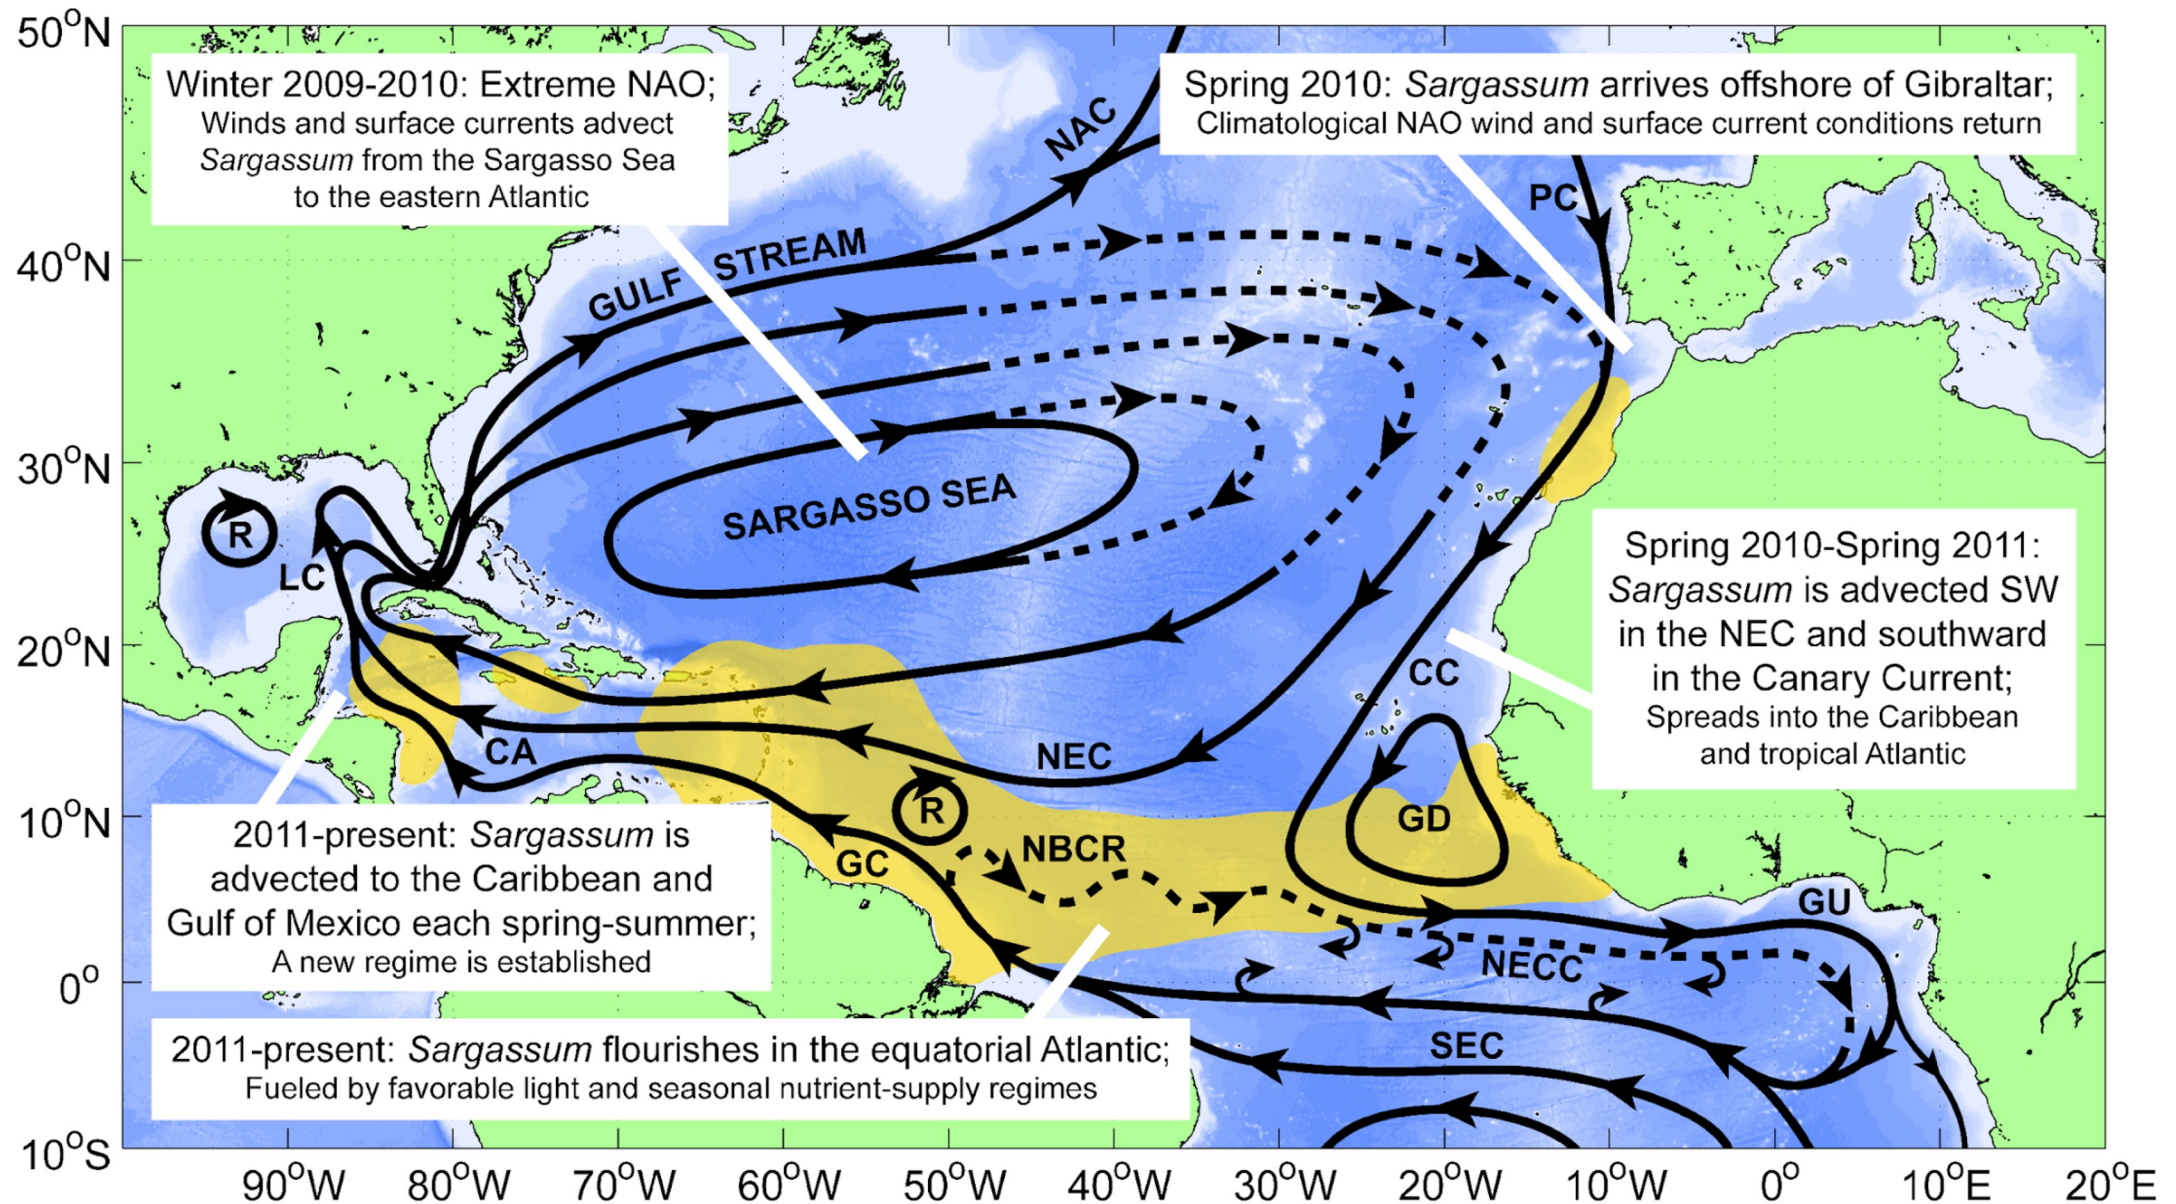 50°N
40°N
30°N
20°N
10°N
0°
10°S
Winter 2009-2010: Extreme NAO;
Winds and surface currents advect
Sargassum from the Sargasso Sea
to the eastern Atlantic
Spring 2010: Sargassum arrives offshore of Gibraltar;
Climatological NAO wind and surface current conditions return
NAC
PC
GULF STREAM
SARGASSO SEA
R
LC
Spring 2010-Spring 2011:
Sargassum is advected SW
in the NEC and southward
in the Canary Current;
Spreads into the Caribbean
and tropical Atlantic
CC
CA
NEC
R
GD
NBCR
GC
GU
NECC
SEC
2011-present: Sargassum is
advected to the Caribbean and
Gulf of Mexico each spring-summer;
A new regime is established
2011-present: Sargassum flourishes in the equatorial Atlantic;
Fueled by favorable light and seasonal nutrient-supply regimes
90°W 80°W 70°W 60°W 50°W 40°W 30°W 20°W 10°W 0° 10°E 20°E